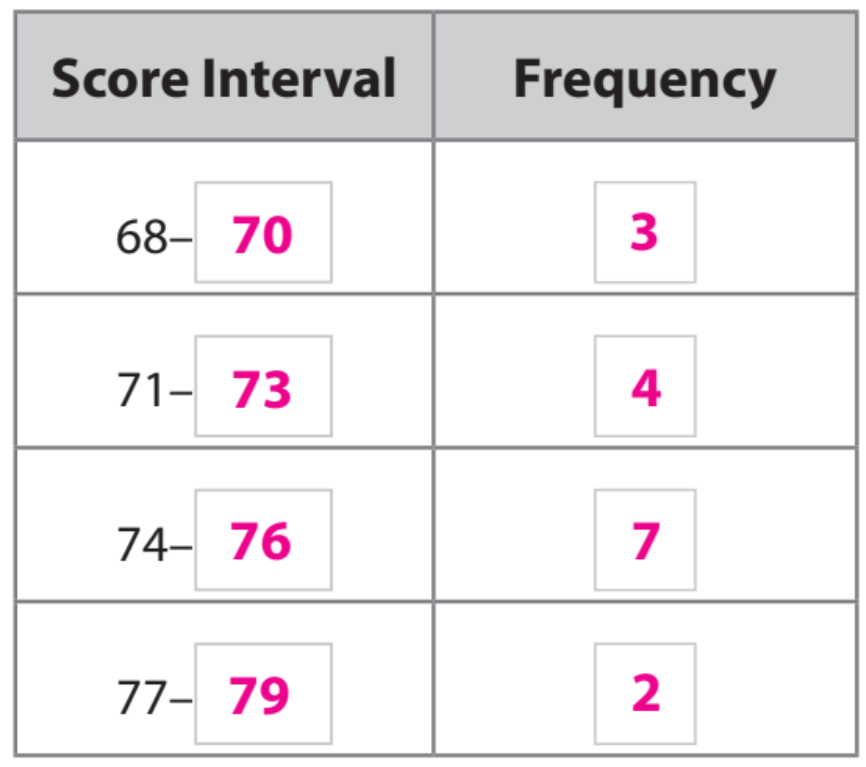 Score Interval Frequency
68– 70 3
71– 73 4
74– 76 7
77– 79 2